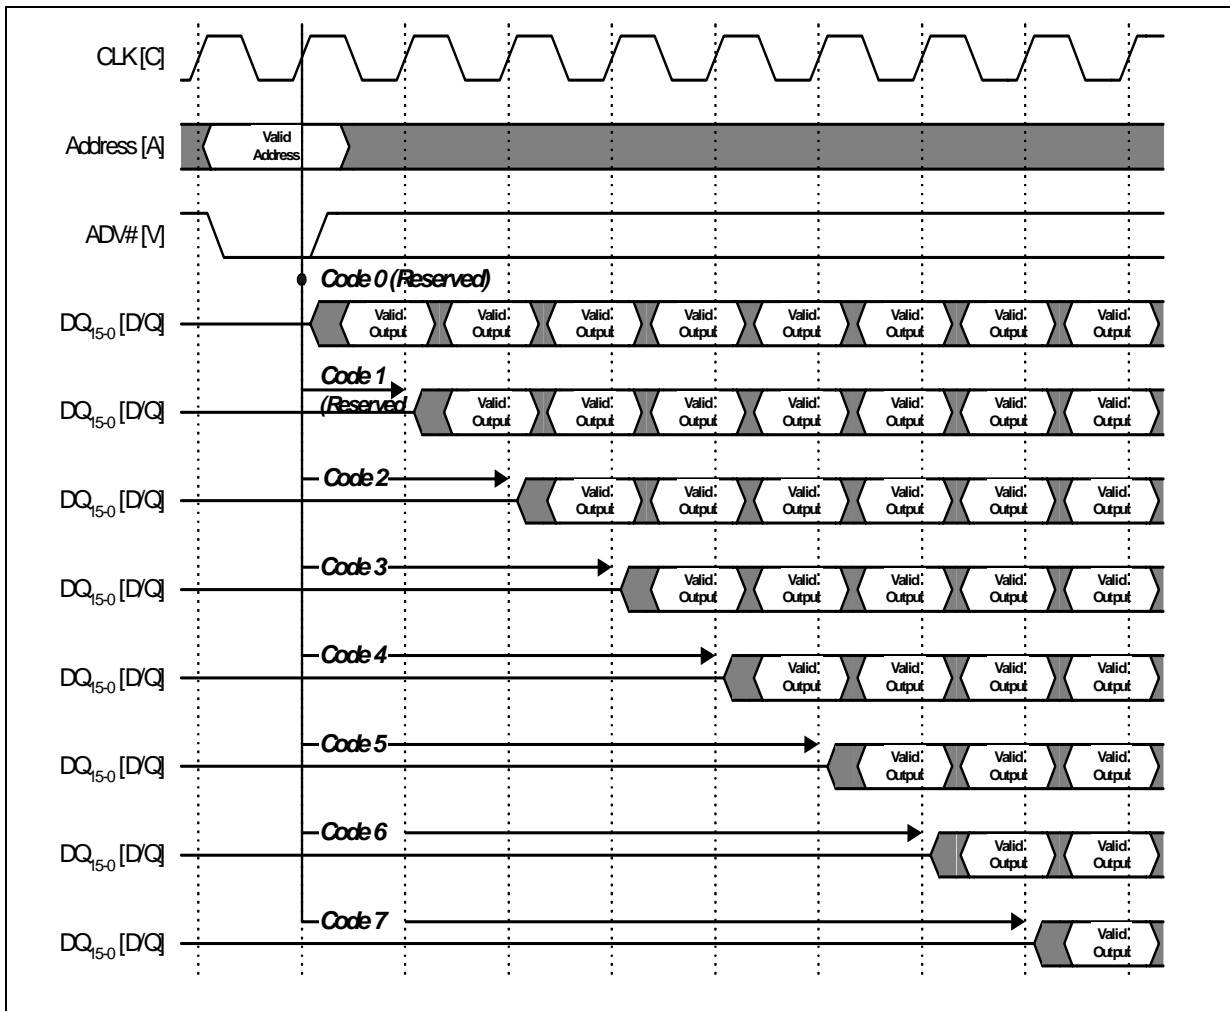 CLK [C]
Valid
Address
Address [A]
ADV# [V]
Code 0 (Reserved)
DQ15-0 [D/Q]
Valid Output Valid Output Valid Output Valid Output Valid Output Valid Output Valid Output Valid Output
Code 1
(Reserved
DQ15-0 [D/Q]
Valid Output Valid Output Valid Output Valid Output Valid Output Valid Output Valid Output
Code 2
DQ15-0 [D/Q]
Valid Output Valid Output Valid Output Valid Output Valid Output Valid Output
Code 3
DQ15-0 [D/Q]
Valid Output Valid Output Valid Output Valid Output Valid Output
Code 4
DQ15-0 [D/Q]
Valid Output Valid Output Valid Output Valid Output
Code 5
DQ15-0 [D/Q]
Valid Output Valid Output Valid Output
Code 6
DQ15-0 [D/Q]
Valid Output Valid Output
Code 7
DQ15-0 [D/Q]
Valid Output